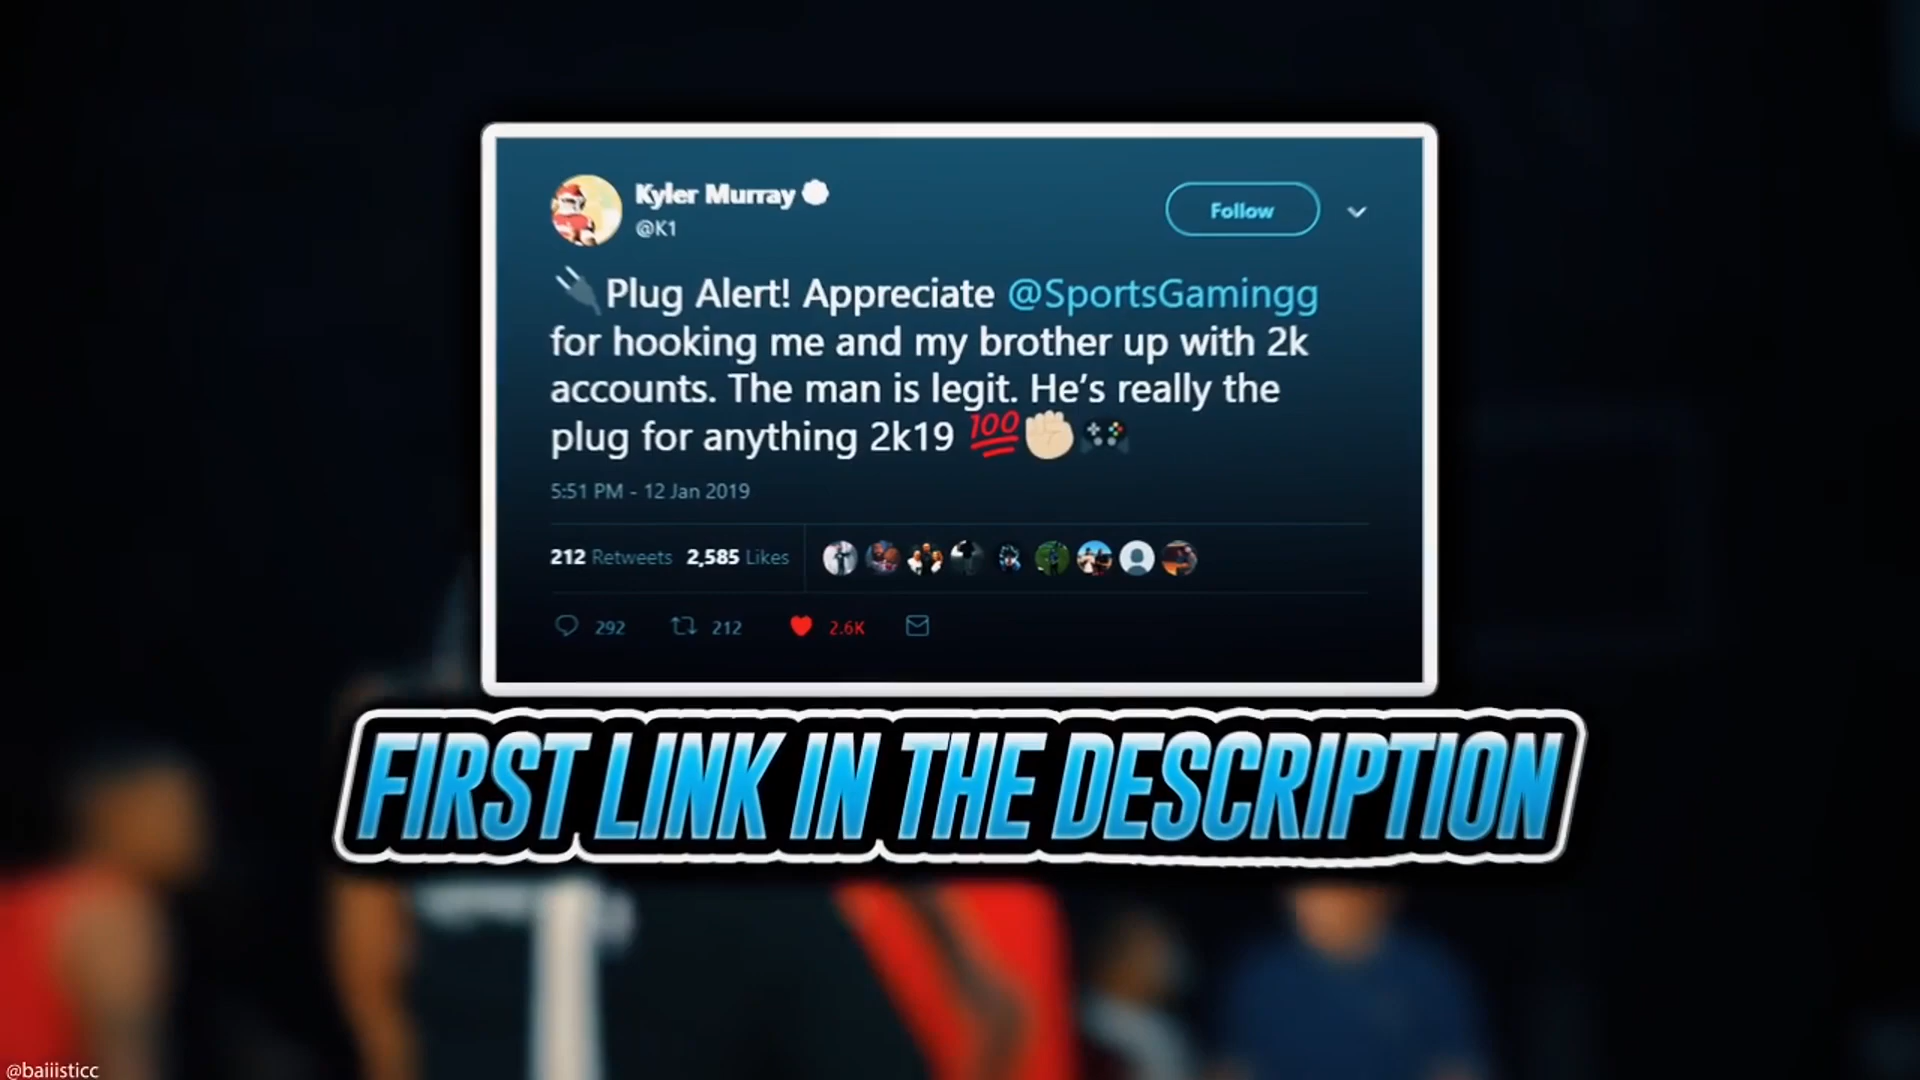 Kyler Murray
@K1
Follow
Plug Alert! Appreciate @SportsGamingg
for hooking me and my brother up with 2k
accounts. The man is legit. He's really the
plug for anything 2k19 💯✊🏼🎮
5:51 PM - 12 Jan 2019
212 Retweets 2,585 Likes
292 212 2.6K
FIRST LINK IN THE DESCRIPTION
@baiiisticc